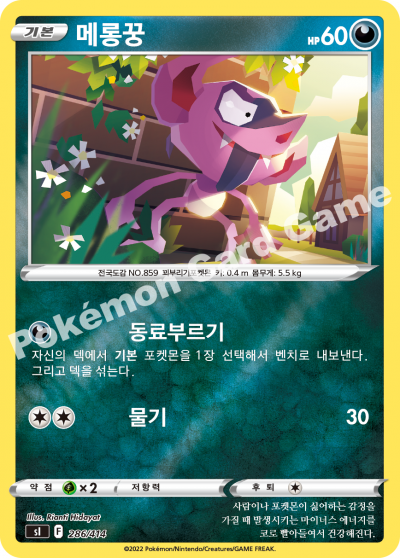 기본 메롱꿍 HP 60
전국도감 NO.859 꾀부리기포켓몬 키: 0.4 m 몸무게: 5.5 kg
Pokémon Card Game
동료부르기
자신의 덱에서 기본 포켓몬을 1장 선택해서 벤치로 내보낸다.
그리고 덱을 섞는다.
물기 30
약점 ×2 저항력 후퇴
Illus. Rianti Hidayat
sI F 286/414
사람이나 포켓몬이 싫어하는 감정을
가질 때 발생시키는 마이너스 에너지를
코로 빨아들여서 건강해진다.
©2022 Pokémon/Nintendo/Creatures/GAME FREAK.